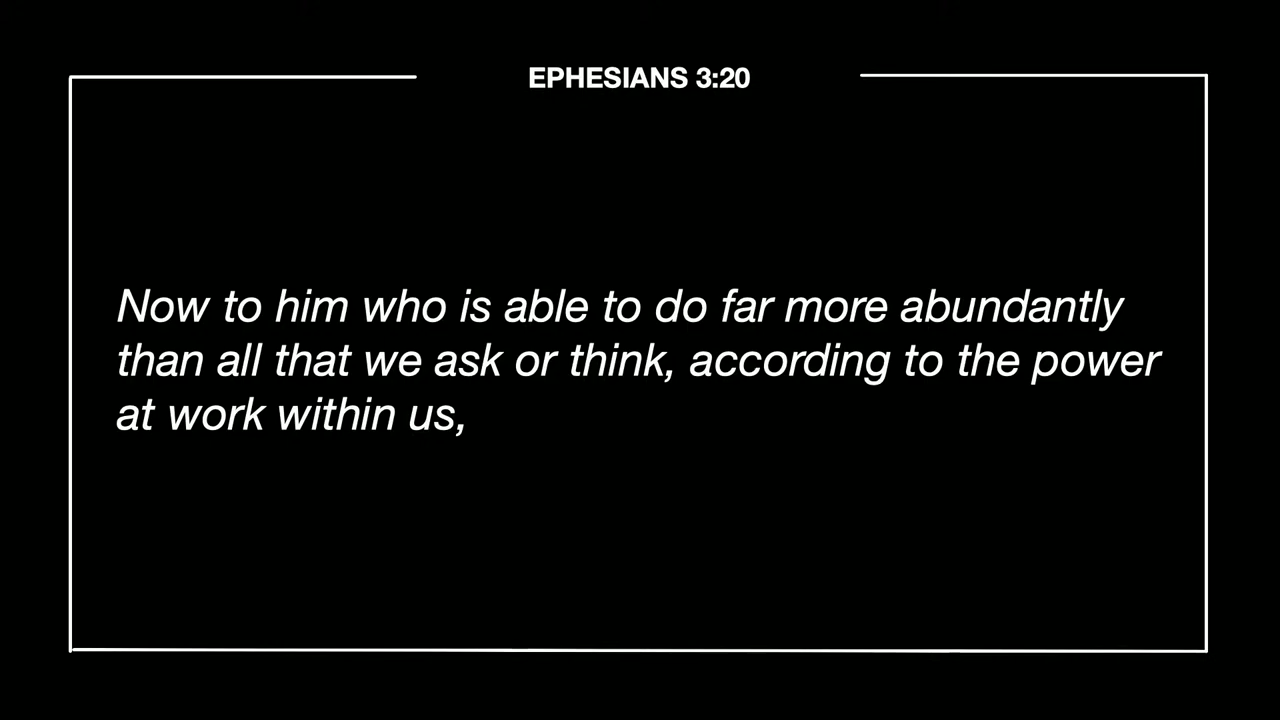 EPHESIANS 3:20
Now to him who is able to do far more abundantly
than all that we ask or think, according to the power
at work within us,